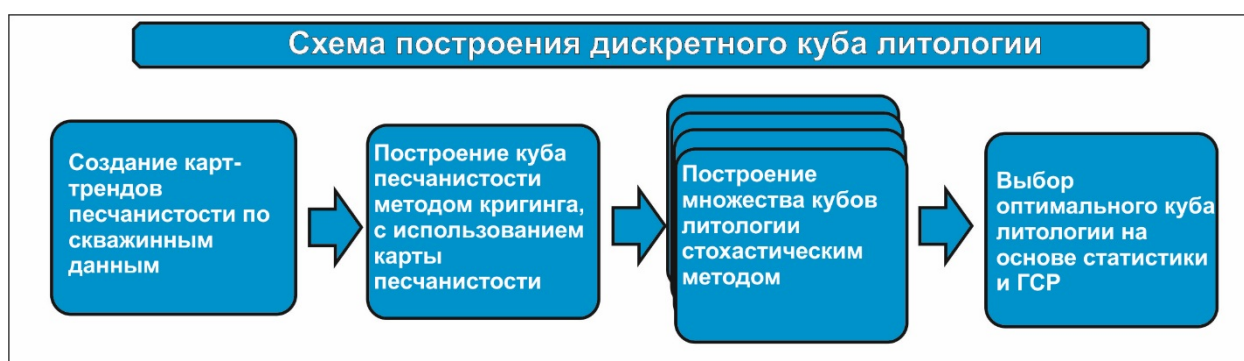 Схема построения дискретного куба литологии
Создание карт-
трендов
песчанистости по
скважинным
данным
Построение куба
песчанистости
методом кригинга,
с использованием
карты
песчанистости
Построение
множества кубов
литологии
стохастическим
методом
Выбор
оптимального куба
литологии на
основе статистики
и ГСР